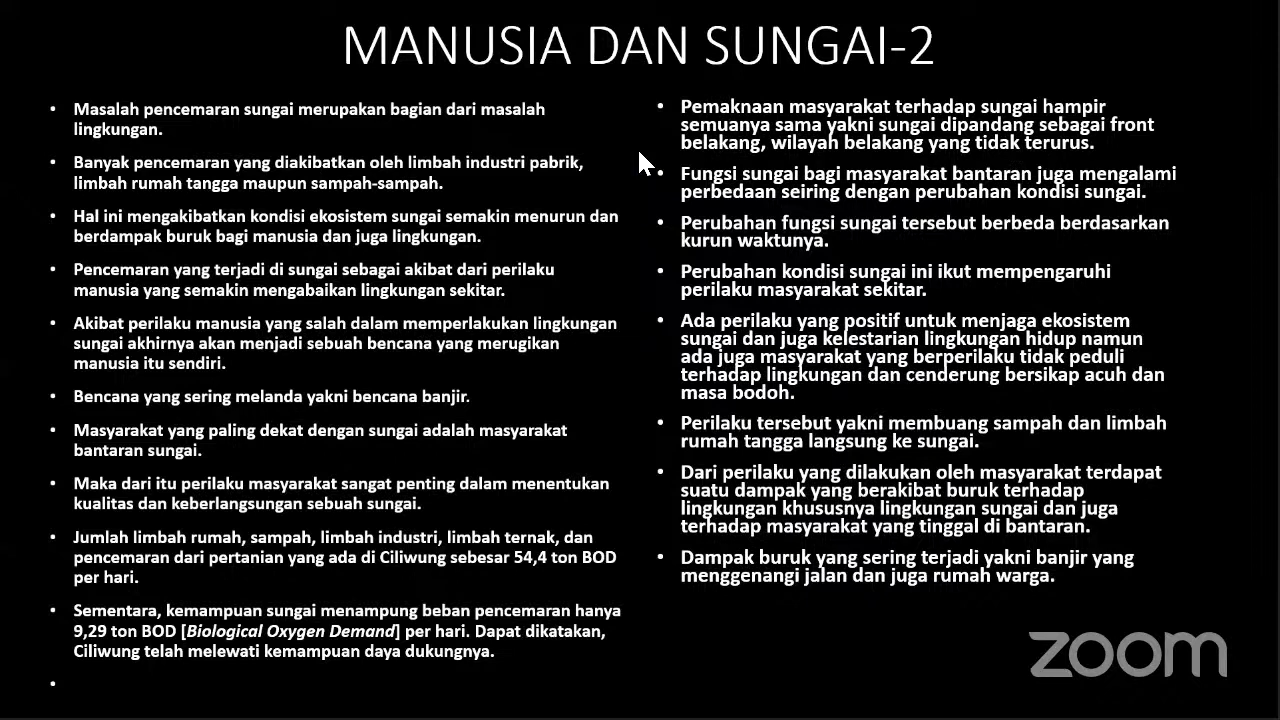 MANUSIA DAN SUNGAI-2
• Masalah pencemaran sungai merupakan bagian dari masalah
lingkungan.
• Banyak pencemaran yang diakibatkan oleh limbah industri pabrik,
limbah rumah tangga maupun sampah-sampah.
• Hal ini mengakibatkan kondisi ekosistem sungai semakin menurun dan
berdampak buruk bagi manusia dan juga lingkungan.
• Pencemaran yang terjadi di sungai sebagai akibat dari perilaku
manusia yang semakin mengabaikan lingkungan sekitar.
• Akibat perilaku manusia yang salah dalam memperlakukan lingkungan
sungai akhirnya akan menjadi sebuah bencana yang merugikan
manusia itu sendiri.
• Bencana yang sering melanda yakni bencana banjir.
• Masyarakat yang paling dekat dengan sungai adalah masyarakat
bantaran sungai.
• Maka dari itu perilaku masyarakat sangat penting dalam menentukan
kualitas dan keberlangsungan sebuah sungai.
• Jumlah limbah rumah, sampah, limbah industri, limbah ternak, dan
pencemaran dari pertanian yang ada di Ciliwung sebesar 54,4 ton BOD
per hari.
• Sementara, kemampuan sungai menampung beban pencemaran hanya
9,29 ton BOD [Biological Oxygen Demand] per hari. Dapat dikatakan,
Ciliwung telah melewati kemampuan daya dukungnya.
•
• Pemaknaan masyarakat terhadap sungai hampir
semuanya sama yakni sungai dipandang sebagai front
belakang, wilayah belakang yang tidak terurus.
• Fungsi sungai bagi masyarakat bantaran juga mengalami
perbedaan seiring dengan perubahan kondisi sungai.
• Perubahan fungsi sungai tersebut berbeda berdasarkan
kurun waktunya.
• Perubahan kondisi sungai ini ikut mempengaruhi
perilaku masyarakat sekitar.
• Ada perilaku yang positif untuk menjaga ekosistem
sungai dan juga kelestarian lingkungan hidup namun
ada juga masyarakat yang berperilaku tidak peduli
terhadap lingkungan dan cenderung bersikap acuh dan
masa bodoh.
• Perilaku tersebut yakni membuang sampah dan limbah
rumah tangga langsung ke sungai.
• Dari perilaku yang dilakukan oleh masyarakat terdapat
suatu dampak yang berakibat buruk terhadap
lingkungan khususnya lingkungan sungai dan juga
terhadap masyarakat yang tinggal di bantaran.
• Dampak buruk yang sering terjadi yakni banjir yang
menggenangi jalan dan juga rumah warga.
zoom